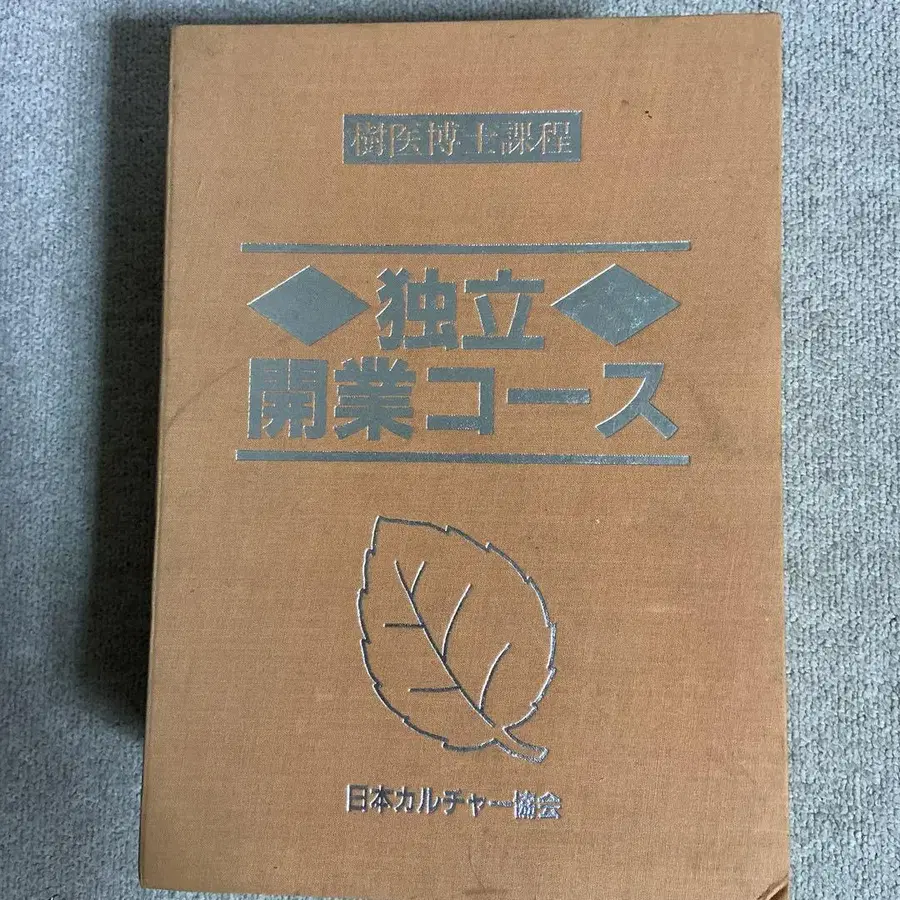 樹医博士課程
独立
開業コース
日本カルチャー協会